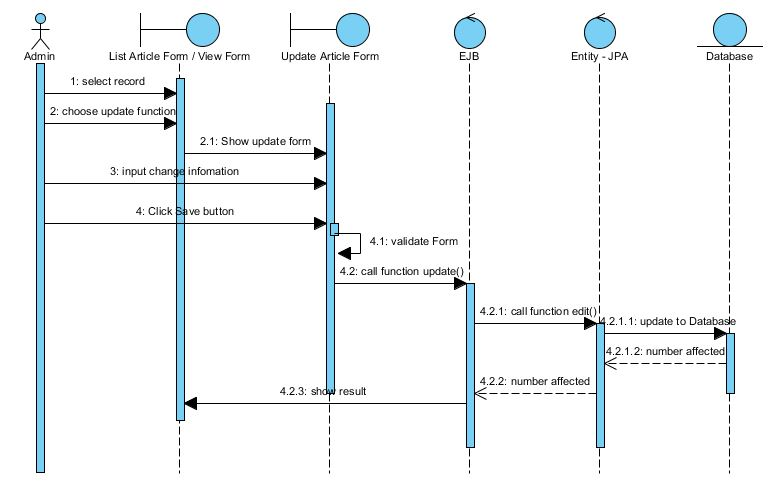 Admin
List Article Form / View Form
Update Article Form
EJB
Entity - JPA
Database
1: select record
2: choose update function
2.1: Show update form
3: input change infomation
4: Click Save button
4.1: validate Form
4.2: call function update()
4.2.1: call function edit()
4.2.1.1: update to Database
4.2.1.2: number affected
4.2.2: number affected
4.2.3: show result